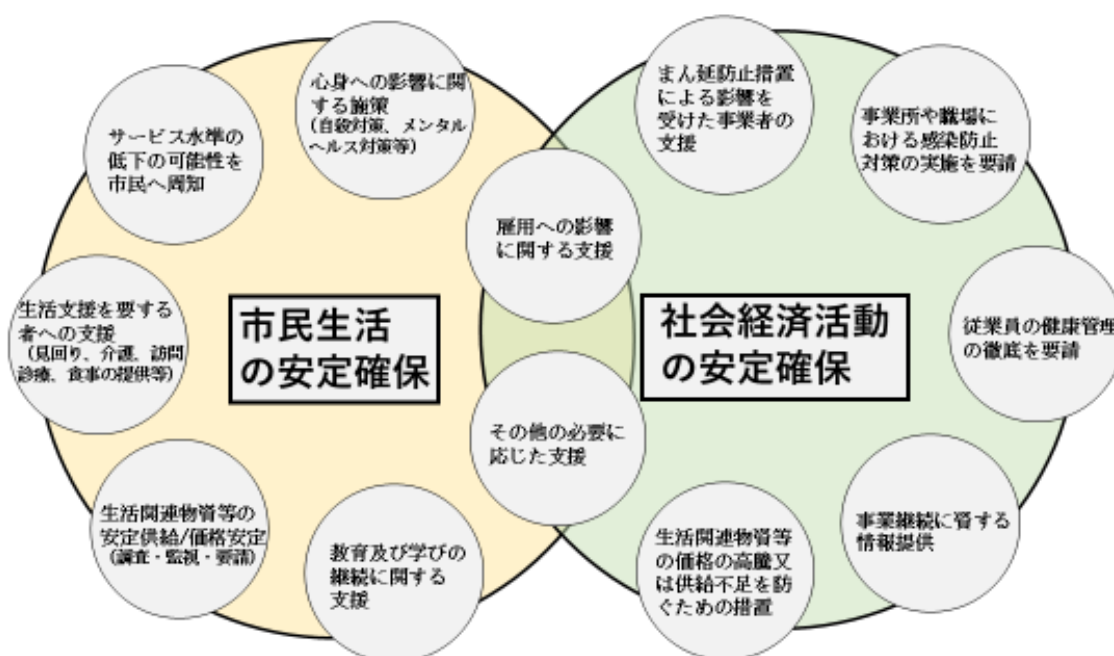 心身への影響に関
する施策
（自殺対策、メンタル
ヘルス対策等）
サービス水準の
低下の可能性を
市民へ周知
生活支援を要する
者への支援
（見回り、介護、訪問
診療、食事の提供等）
生活関連物資等の
安定供給/価格安定
（調査・監視・要請）
教育及び学びの
継続に関する
支援
市民生活
の安定確保
雇用への影響
に関する支援
その他の必要に
応じた支援
社会経済活動
の安定確保
まん延防止措置
による影響を
受けた事業者の
支援
事業所や職場に
おける感染防止
対策の実施を要請
従業員の健康管理
の徹底を要請
事業継続に資する
情報提供
生活関連物資等
の価格の高騰又
は供給不足を防
ぐための措置